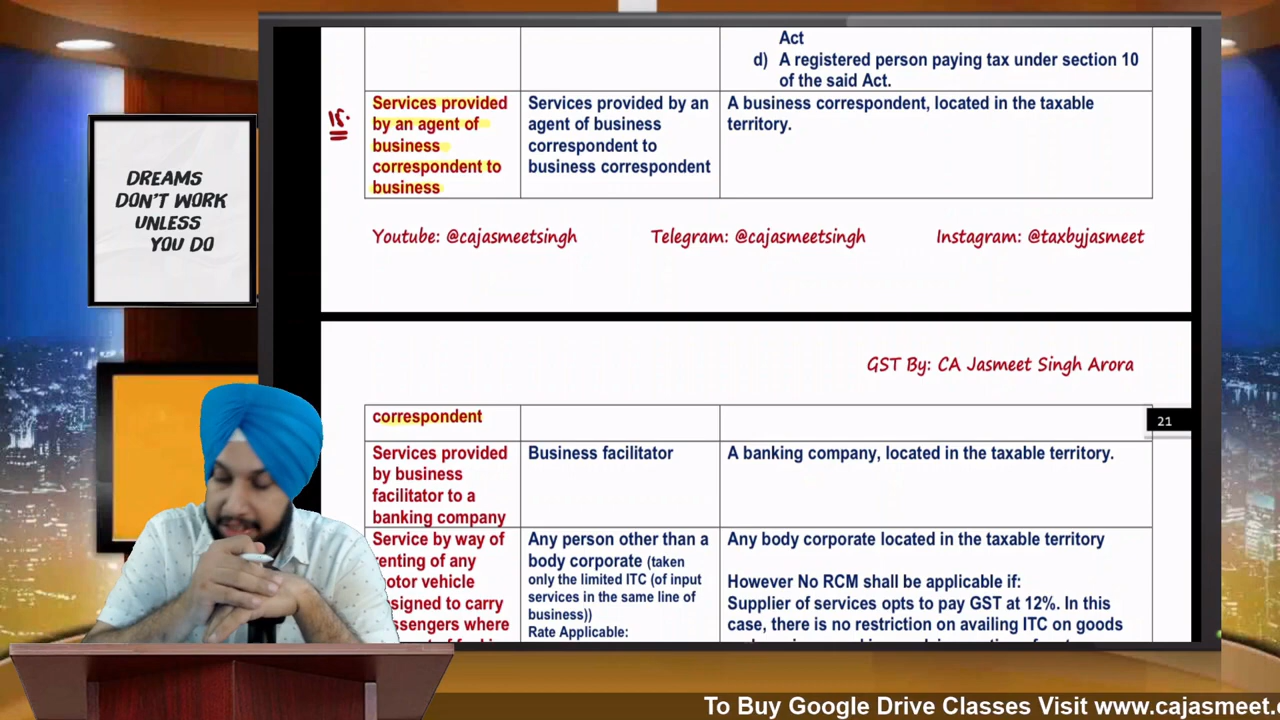 DREAMS
DON'T WORK
UNLESS
YOU DO
Act
d) A registered person paying tax under section 10
of the said Act.
Services provided
by an agent of
business
correspondent to
business
Services provided by an
agent of business
correspondent to
business correspondent
A business correspondent, located in the taxable
territory.
Youtube: @cajasmeetsingh
Telegram: @cajasmeetsingh
Instagram: @taxbyjasmeet
GST By: CA Jasmeet Singh Arora
21
correspondent
Services provided
by business
facilitator to a
banking company
Business facilitator
A banking company, located in the taxable territory.
Service by way of
enting of any
otor vehicle
signed to carry
ssengers where
Any person other than a
body corporate (taken
only the limited ITC (of input
services in the same line of
business))
Rate Applicable:
Any body corporate located in the taxable territory
However No RCM shall be applicable if:
Supplier of services opts to pay GST at 12%. In this
case, there is no restriction on availing ITC on goods
To Buy Google Drive Classes Visit www.cajasmeet.c